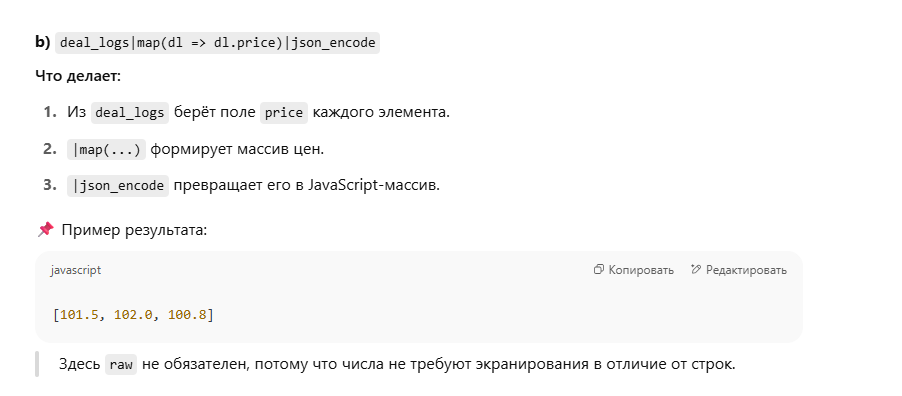 b) deal_logs|map(dl => dl.price)|json_encode
Что делает:
1. Из deal_logs берёт поле price каждого элемента.
2. |map(...) формирует массив цен.
3. |json_encode превращает его в JavaScript-массив.
📌 Пример результата:
javascript Копировать Редактировать
[101.5, 102.0, 100.8]
Здесь raw не обязателен, потому что числа не требуют экранирования в отличие от строк.